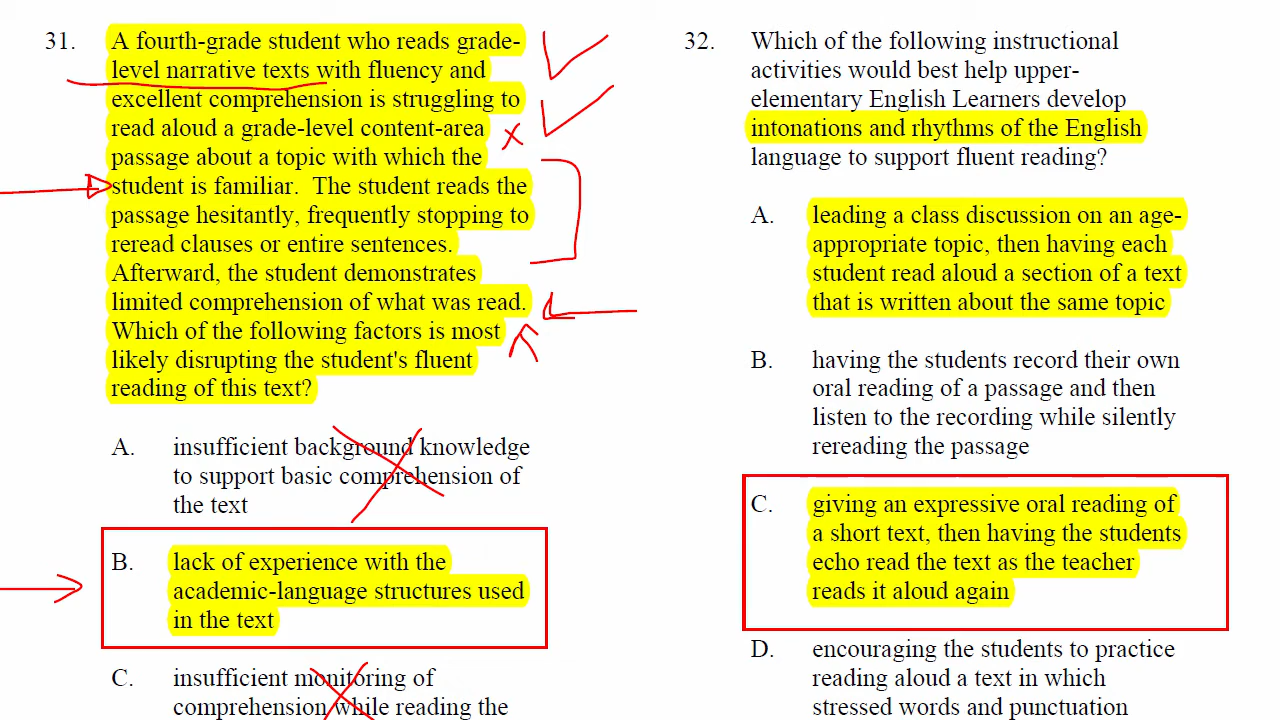 31. A fourth-grade student who reads grade-
level narrative texts with fluency and
excellent comprehension is struggling to
read aloud a grade-level content-area
passage about a topic with which the
student is familiar.  The student reads the
passage hesitantly, frequently stopping to
reread clauses or entire sentences.
Afterward, the student demonstrates
limited comprehension of what was read.
Which of the following factors is most
likely disrupting the student's fluent
reading of this text?
A. insufficient background knowledge
to support basic comprehension of
the text
B. lack of experience with the
academic-language structures used
in the text
C. insufficient monitoring of
comprehension while reading the
32. Which of the following instructional
activities would best help upper-
elementary English Learners develop
intonations and rhythms of the English
language to support fluent reading?
A. leading a class discussion on an age-
appropriate topic, then having each
student read aloud a section of a text
that is written about the same topic
B. having the students record their own
oral reading of a passage and then
listen to the recording while silently
rereading the passage
C. giving an expressive oral reading of
a short text, then having the students
echo read the text as the teacher
reads it aloud again
D. encouraging the students to practice
reading aloud a text in which
stressed words and punctuation